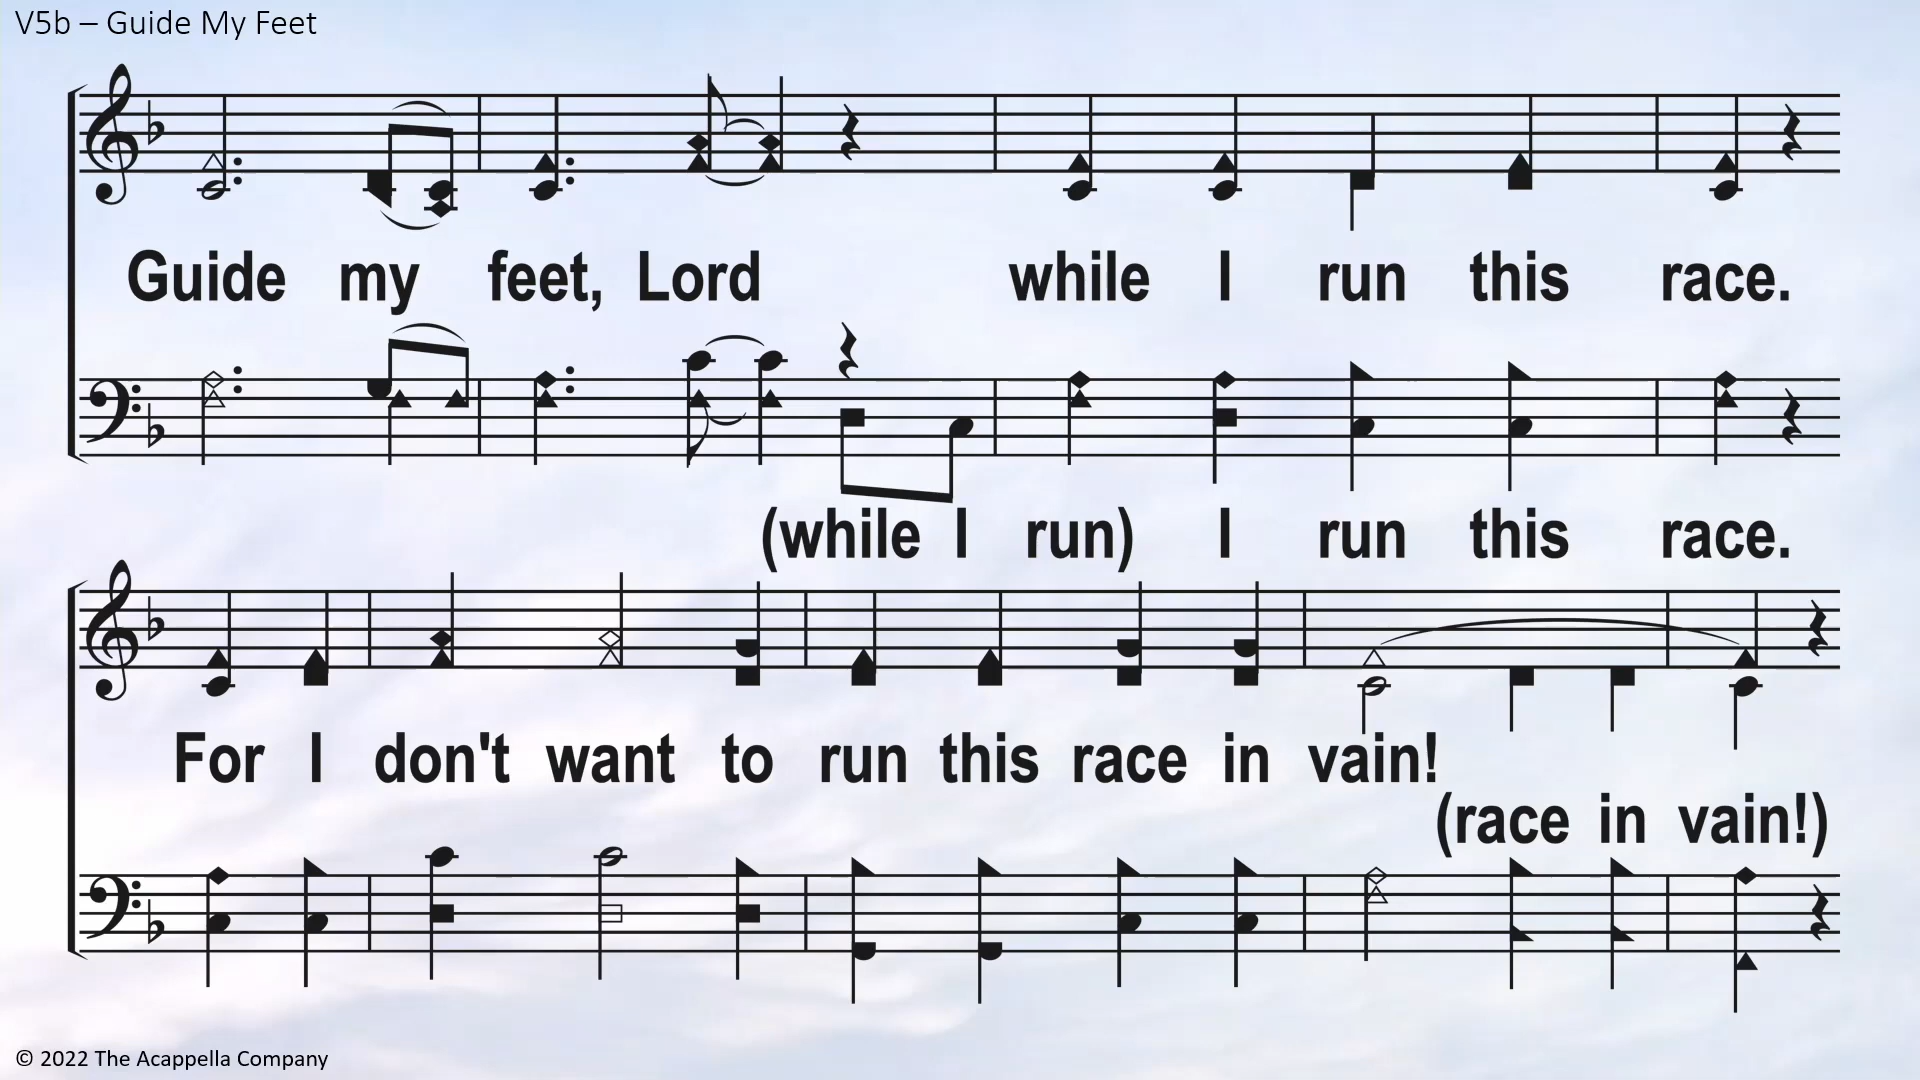 V5b – Guide My Feet
Guide my feet, Lord while I run this race.
(while I run) I run this race.
For I don't want to run this race in vain!
(race in vain!)
© 2022 The Acappella Company